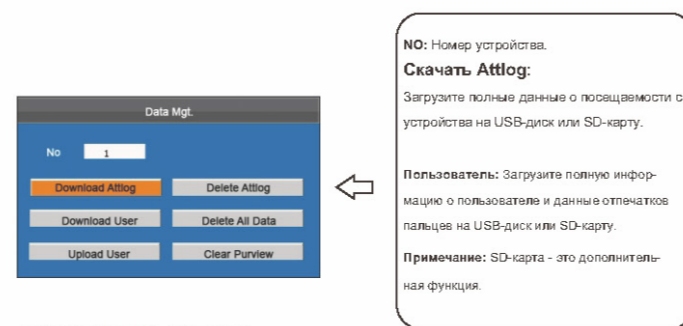 Data Mgt.
No 1
Download Attlog Delete Attlog
Download User Delete All Data
Upload User Clear Purview
NO: Номер устройства.
Скачать Attlog:
Загрузите полные данные о посещаемости с
устройства на USB-диск или SD-карту.
Пользователь: Загрузите полную инфор-
мацию о пользователе и данные отпечатков
пальцев на USB-диск или SD-карту.
Примечание: SD-карта - это дополнитель-
ная функция.